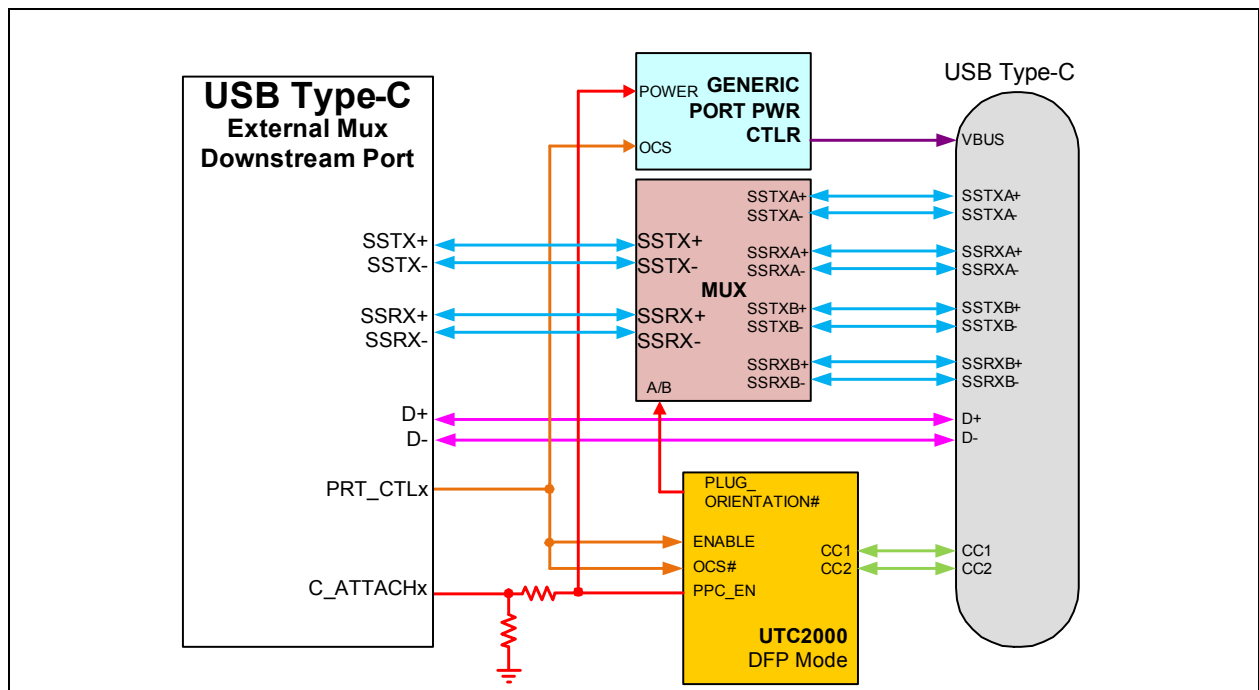 USB Type-C
External Mux
Downstream Port
SSTX+
SSTX-
SSRX+
SSRX-
D+
D-
PRT_CTLx
C_ATTACHx
POWER
OCS
GENERIC
PORT PWR
CTLR
SSTX+
SSTX-
SSRX+
SSRX-
MUX
A/B
SSTXA+
SSTXA-
SSRXA+
SSRXA-
SSTXB+
SSTXB-
SSRXB+
SSRXB-
PLUG_
ORIENTATION#
ENABLE
OCS#
PPC_EN
CC1
CC2
UTC2000
DFP Mode
USB Type-C
VBUS
SSTXA+
SSTXA-
SSRXA+
SSRXA-
SSTXB+
SSTXB-
SSRXB+
SSRXB-
D+
D-
CC1
CC2